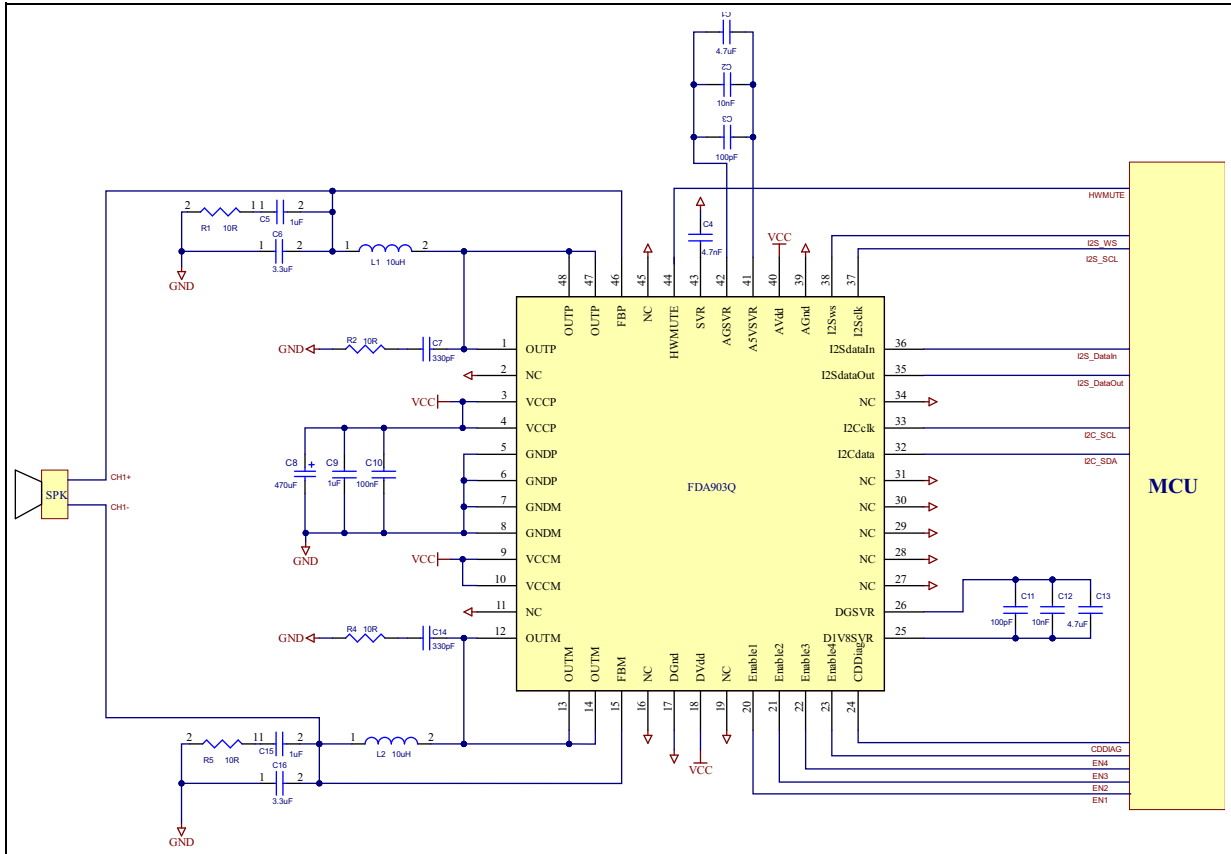 C1
4.7uF
C2
10nF
C3
100pF
HWMUTE
2 1 1 2
C5
R1 10R 1uF
C6
1 2
3.3uF
1 2
L1 10uH
GND
C4
4.7nF
VCC
I2S_WS
I2S_SCL
48 47 46 45 44 43 42 41 40 39 38 37
OUTP OUTP FBP NC HWMUTE SVR AGSVR A5VSVR AVdd AGnd I2Sws I2Sclk
GND R2 10R C7 330pF
1 OUTP
2 NC
VCC 3 VCCP
4 VCCP
5 GNDP
6 GNDP
7 GNDM
8 GNDM
VCC 9 VCCM
10 VCCM
11 NC
12 OUTM
C8 + 470uF
C9 1uF
C10 100nF
GND
SPK
CH1+
CH1-
FDA903Q
I2SdataIn 36 I2S_DataIn
I2SdataOut 35 I2S_DataOut
NC 34
I2Cclk 33 I2C_SCL
I2Cdata 32 I2C_SDA
NC 31
NC 30
NC 29
NC 28
NC 27
DGSVR 26
D1V8SVR 25
MCU
C11 100pF
C12 10nF
C13 4.7uF
GND R4 10R C14 330pF
OUTM OUTM FBM NC DGnd DVdd NC Enable1 Enable2 Enable3 Enable4 CDDiag
13 14 15 16 17 18 19 20 21 22 23 24
2 1 1 2
C15
R5 10R 1uF
C16
1 2
3.3uF
1 2
L2 10uH
GND
VCC
CDDIAG
EN4
EN3
EN2
EN1